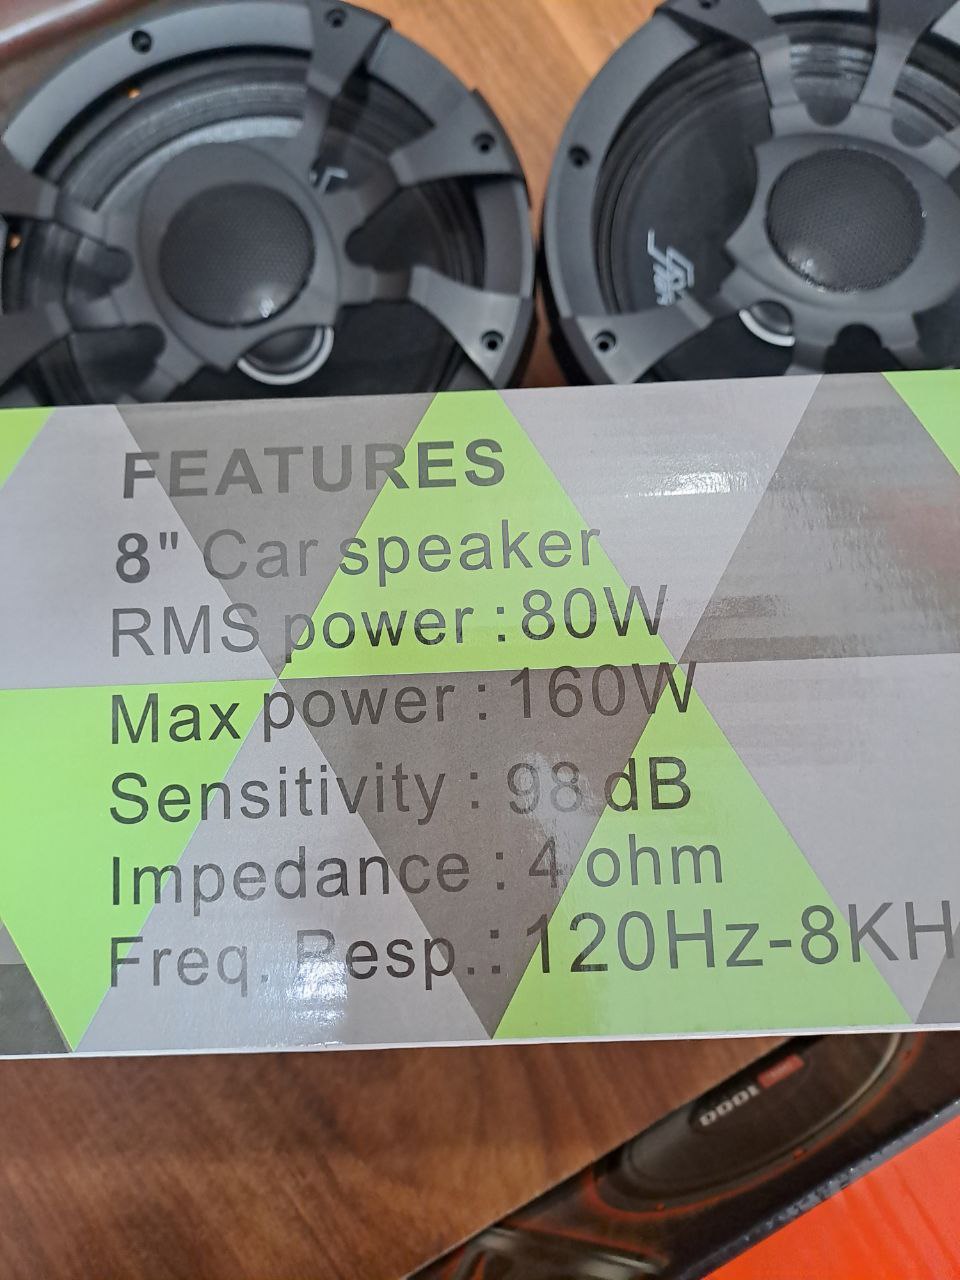 FEATURES
8" Car speaker
RMS power : 80W
Max power : 160W
Sensitivity : 98 dB
Impedance : 4 ohm
Freq. Resp. : 120Hz-8KH
1000